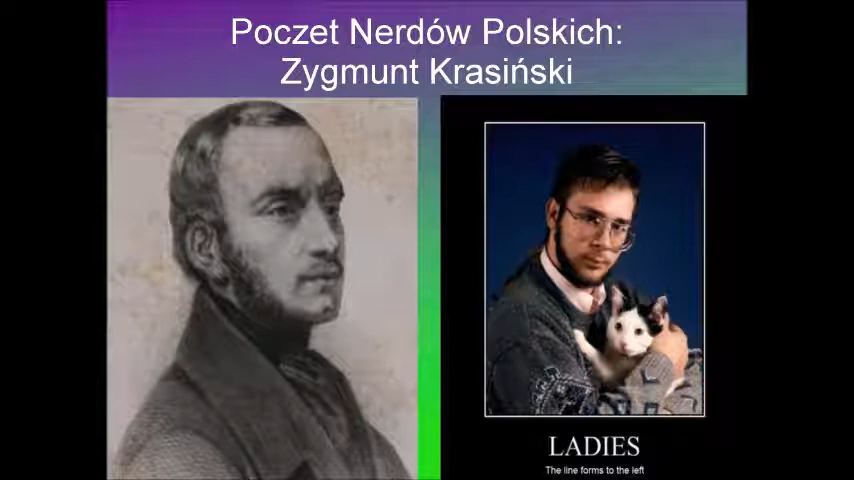 Poczet Nerdów Polskich:
Zygmunt Krasiński
LADIES
The line forms to the left